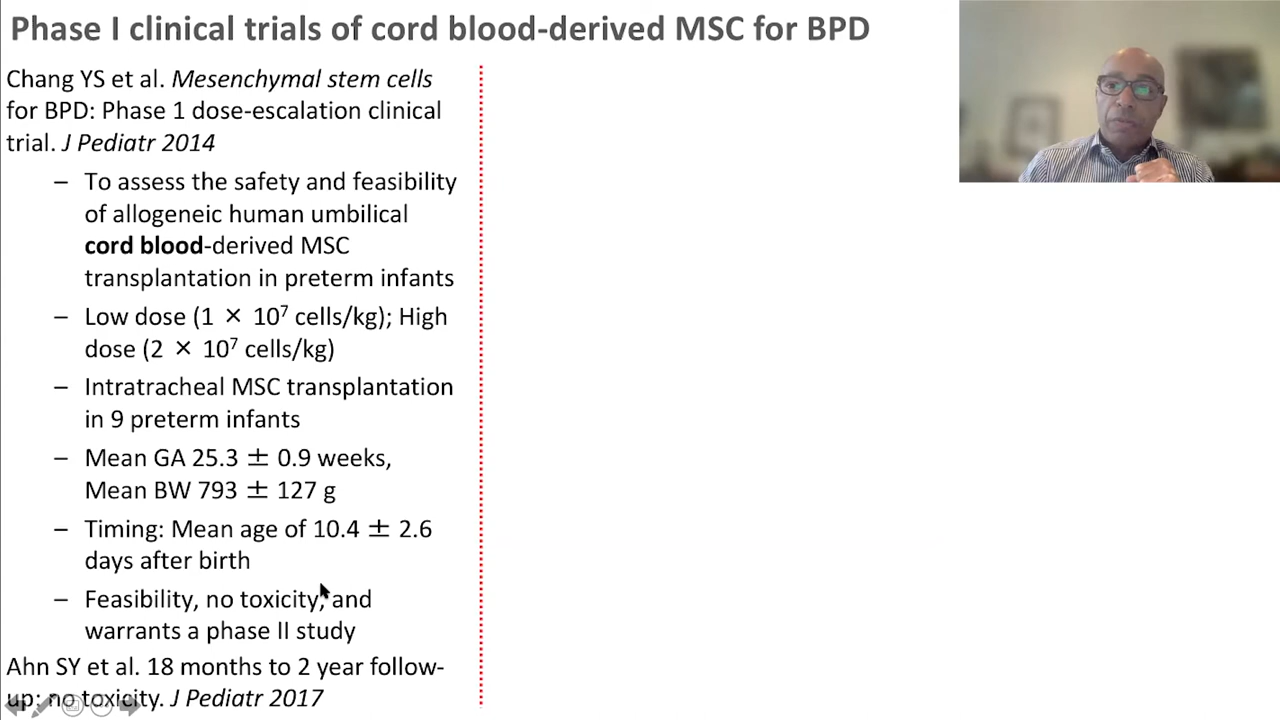 Phase I clinical trials of cord blood-derived MSC for BPD
Chang YS et al. Mesenchymal stem cells
for BPD: Phase 1 dose-escalation clinical
trial. J Pediatr 2014
– To assess the safety and feasibility
of allogeneic human umbilical
cord blood-derived MSC
transplantation in preterm infants
– Low dose (1 × 10⁷ cells/kg); High
dose (2 × 10⁷ cells/kg)
– Intratracheal MSC transplantation
in 9 preterm infants
– Mean GA 25.3 ± 0.9 weeks,
Mean BW 793 ± 127 g
– Timing: Mean age of 10.4 ± 2.6
days after birth
– Feasibility, no toxicity, and
warrants a phase II study
Ahn SY et al. 18 months to 2 year follow-
up: no toxicity. J Pediatr 2017